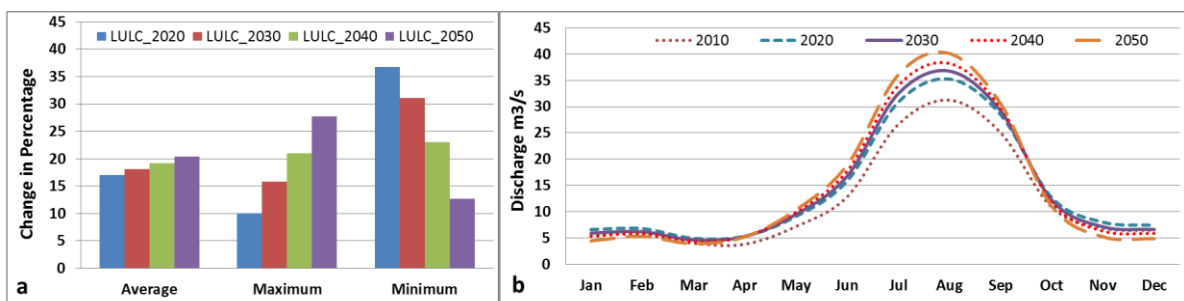 45
40
35
30
25
20
15
10
5
0
Change in Percentage
LULC_2020 LULC_2030 LULC_2040 LULC_2050
Average Maximum Minimum
a
45
40
35
30
25
20
15
10
5
0
Discharge m3/s
2010 2020 2030 2040 2050
Jan Feb Mar Apr May Jun Jul Aug Sep Oct Nov Dec
b